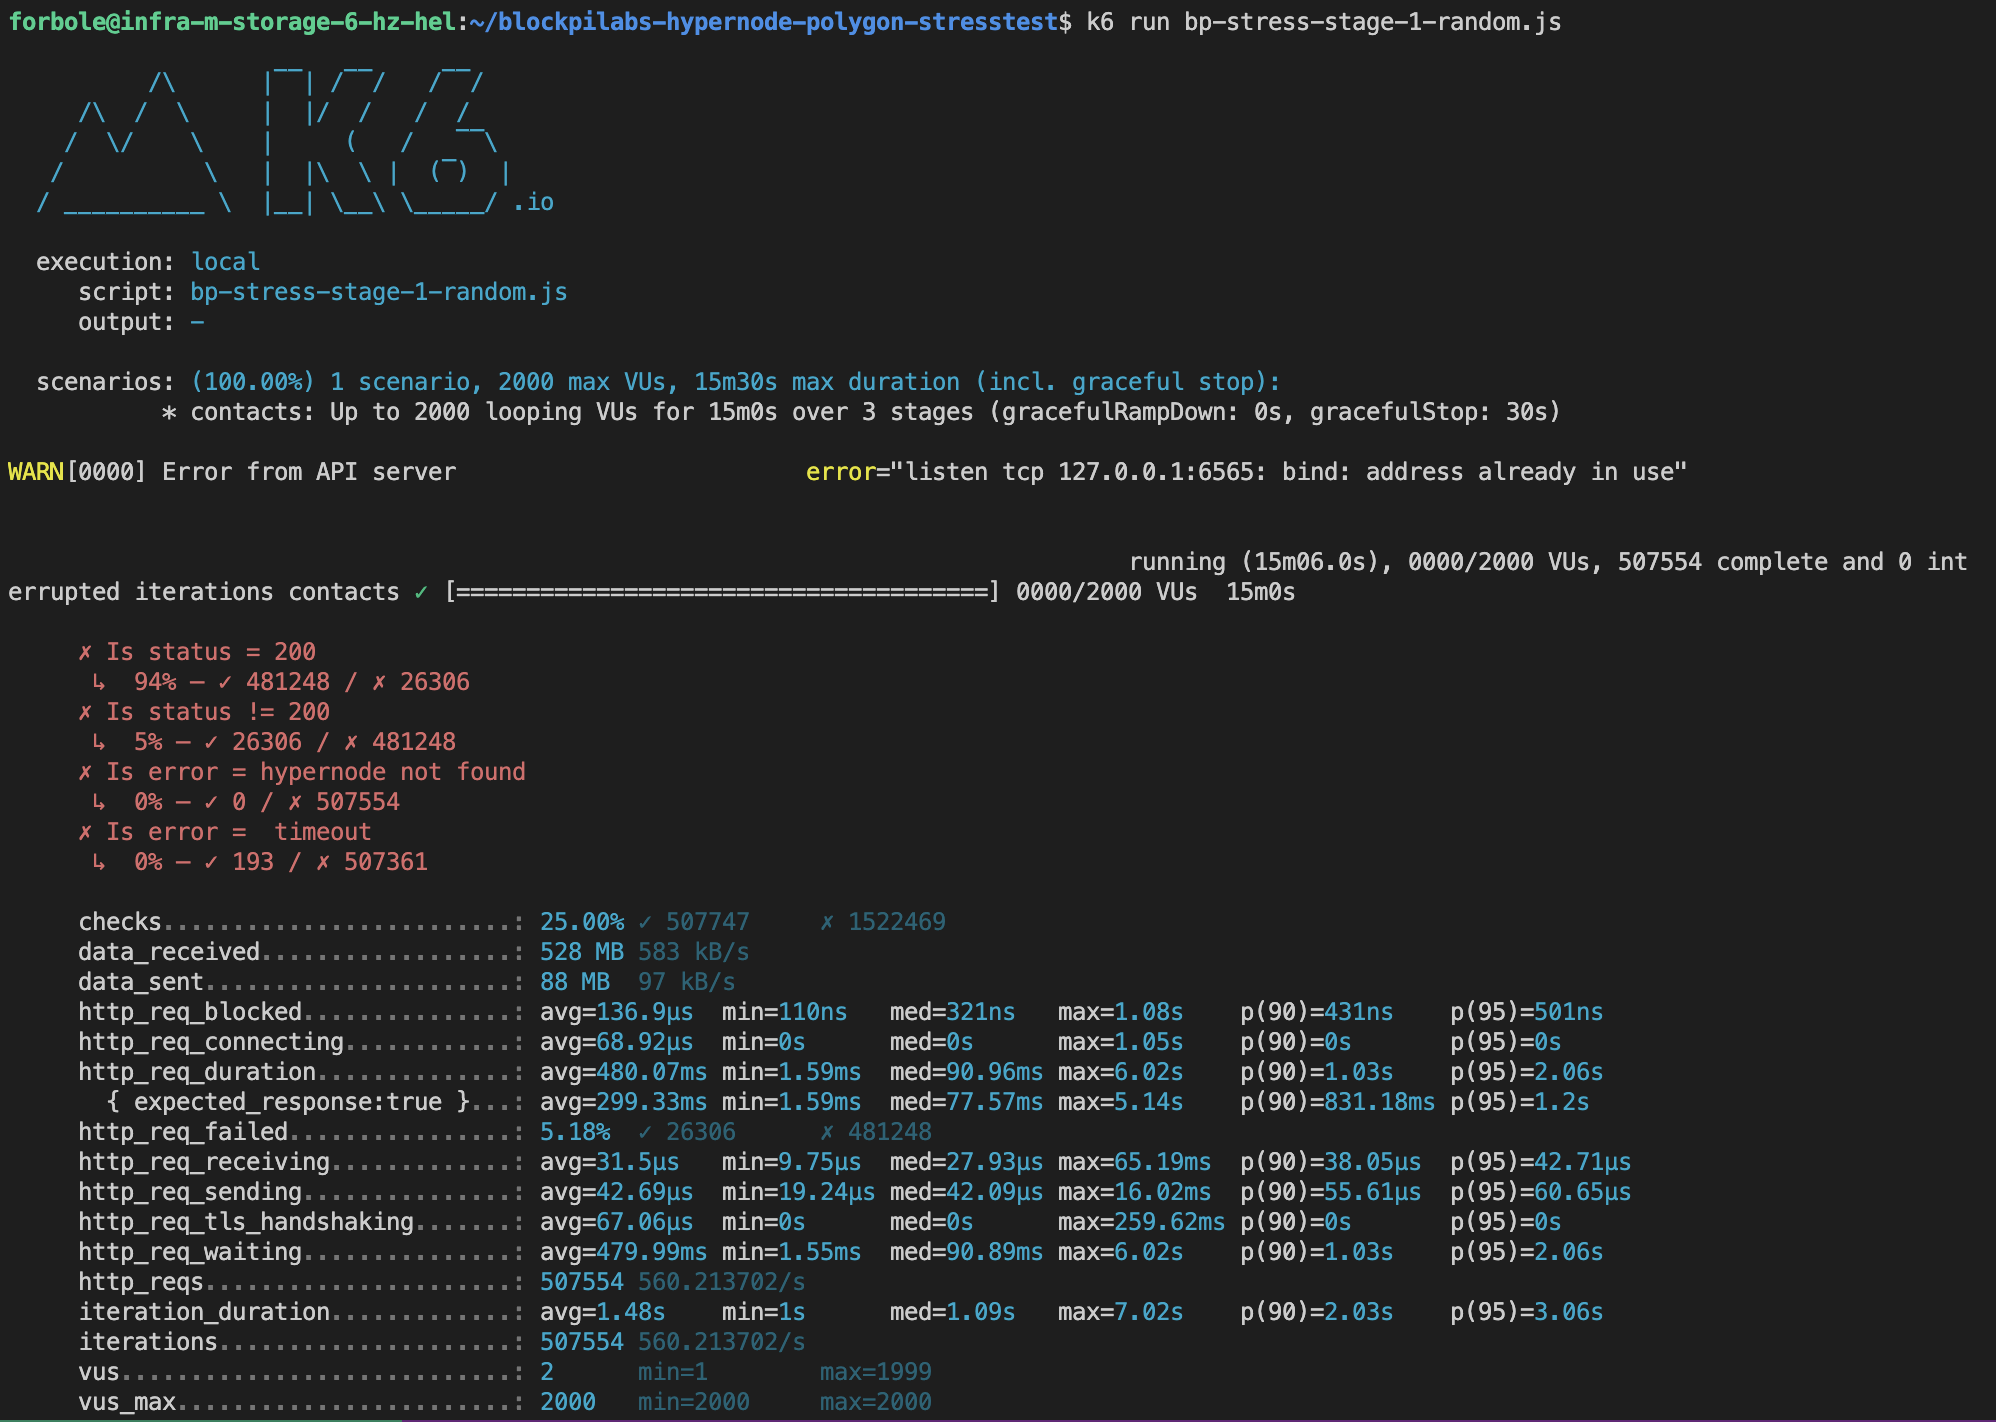 forbole@infra-m-storage-6-hz-hel:~/blockpilabs-hypernode-polygon-stresstest$ k6 run bp-stress-stage-1-random.js
.io
execution: local
script: bp-stress-stage-1-random.js
output: -
scenarios: (100.00%) 1 scenario, 2000 max VUs, 15m30s max duration (incl. graceful stop):
* contacts: Up to 2000 looping VUs for 15m0s over 3 stages (gracefulRampDown: 0s, gracefulStop: 30s)
WARN[0000] Error from API server error="listen tcp 127.0.0.1:6565: bind: address already in use"
running (15m06.0s), 0000/2000 VUs, 507554 complete and 0 int
errupted iterations contacts ✓ [======================================] 0000/2000 VUs 15m0s
✗ Is status = 200
↳ 94% — ✓ 481248 / ✗ 26306
✗ Is status != 200
↳ 5% — ✓ 26306 / ✗ 481248
✗ Is error = hypernode not found
↳ 0% — ✓ 0 / ✗ 507554
✗ Is error =  timeout
↳ 0% — ✓ 193 / ✗ 507361
checks.........................: 25.00% ✓ 507747 ✗ 1522469
data_received..................: 528 MB 583 kB/s
data_sent......................: 88 MB 97 kB/s
http_req_blocked...............: avg=136.9µs min=110ns med=321ns max=1.08s p(90)=431ns p(95)=501ns
http_req_connecting............: avg=68.92µs min=0s med=0s max=1.05s p(90)=0s p(95)=0s
http_req_duration..............: avg=480.07ms min=1.59ms med=90.96ms max=6.02s p(90)=1.03s p(95)=2.06s
{ expected_response:true }...: avg=299.33ms min=1.59ms med=77.57ms max=5.14s p(90)=831.18ms p(95)=1.2s
http_req_failed................: 5.18% ✓ 26306 ✗ 481248
http_req_receiving.............: avg=31.5µs min=9.75µs med=27.93µs max=65.19ms p(90)=38.05µs p(95)=42.71µs
http_req_sending...............: avg=42.69µs min=19.24µs med=42.09µs max=16.02ms p(90)=55.61µs p(95)=60.65µs
http_req_tls_handshaking.......: avg=67.06µs min=0s med=0s max=259.62ms p(90)=0s p(95)=0s
http_req_waiting...............: avg=479.99ms min=1.55ms med=90.89ms max=6.02s p(90)=1.03s p(95)=2.06s
http_reqs......................: 507554 560.213702/s
iteration_duration.............: avg=1.48s min=1s med=1.09s max=7.02s p(90)=2.03s p(95)=3.06s
iterations.....................: 507554 560.213702/s
vus............................: 2 min=1 max=1999
vus_max........................: 2000 min=2000 max=2000